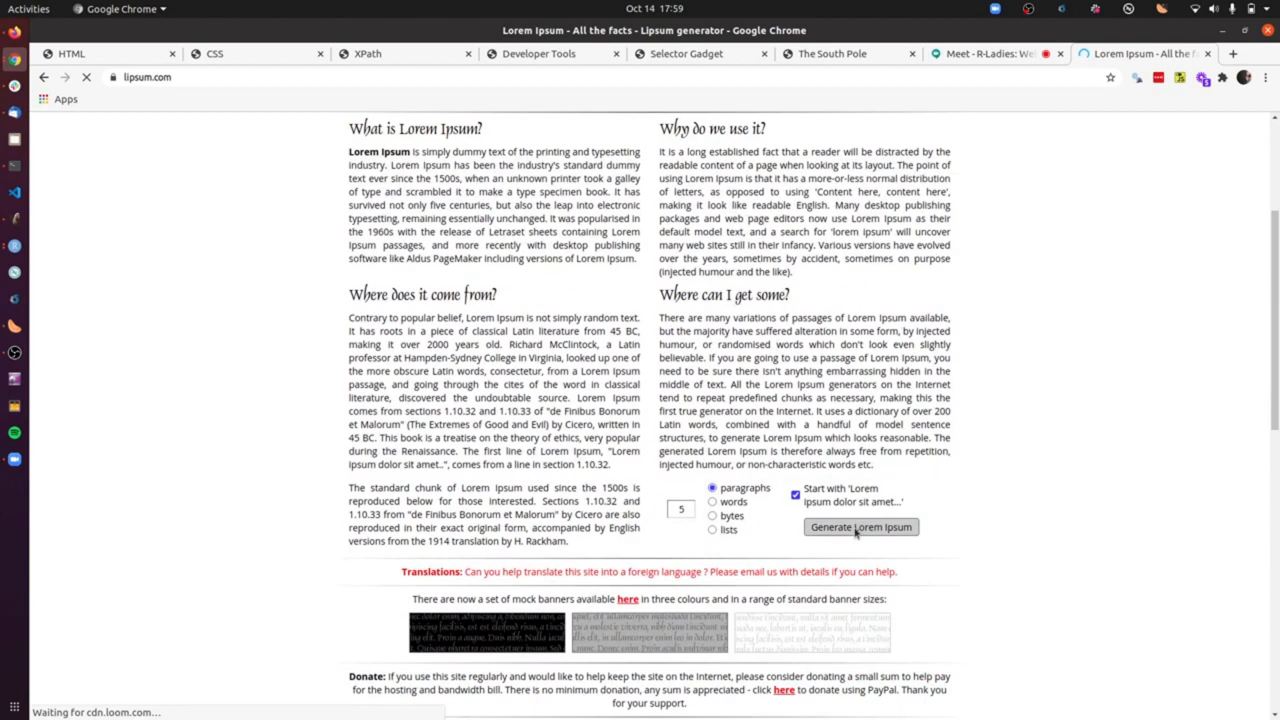 Activities
Google Chrome
Oct 14 17:59
Lorem Ipsum - All the facts - Lipsum generator - Google Chrome
HTML
CSS
XPath
Developer Tools
Selector Gadget
The South Pole
Meet - R-Ladies: We
Lorem Ipsum - All the f
lipsum.com
Apps
What is Lorem Ipsum?
Lorem Ipsum is simply dummy text of the printing and typesetting
industry. Lorem Ipsum has been the industry's standard dummy
text ever since the 1500s, when an unknown printer took a galley
of type and scrambled it to make a type specimen book. It has
survived not only five centuries, but also the leap into electronic
typesetting, remaining essentially unchanged. It was popularised in
the 1960s with the release of Letraset sheets containing Lorem
Ipsum passages, and more recently with desktop publishing
software like Aldus PageMaker including versions of Lorem Ipsum.
Why do we use it?
It is a long established fact that a reader will be distracted by the
readable content of a page when looking at its layout. The point of
using Lorem Ipsum is that it has a more-or-less normal distribution
of letters, as opposed to using 'Content here, content here',
making it look like readable English. Many desktop publishing
packages and web page editors now use Lorem Ipsum as their
default model text, and a search for 'lorem ipsum' will uncover
many web sites still in their infancy. Various versions have evolved
over the years, sometimes by accident, sometimes on purpose
(injected humour and the like).
Where does it come from?
Contrary to popular belief, Lorem Ipsum is not simply random text.
It has roots in a piece of classical Latin literature from 45 BC,
making it over 2000 years old. Richard McClintock, a Latin
professor at Hampden-Sydney College in Virginia, looked up one of
the more obscure Latin words, consectetur, from a Lorem Ipsum
passage, and going through the cites of the word in classical
literature, discovered the undoubtable source. Lorem Ipsum
comes from sections 1.10.32 and 1.10.33 of "de Finibus Bonorum
et Malorum" (The Extremes of Good and Evil) by Cicero, written in
45 BC. This book is a treatise on the theory of ethics, very popular
during the Renaissance. The first line of Lorem Ipsum, "Lorem
ipsum dolor sit amet..", comes from a line in section 1.10.32.
The standard chunk of Lorem Ipsum used since the 1500s is
reproduced below for those interested. Sections 1.10.32 and
1.10.33 from "de Finibus Bonorum et Malorum" by Cicero are also
reproduced in their exact original form, accompanied by English
versions from the 1914 translation by H. Rackham.
Where can I get some?
There are many variations of passages of Lorem Ipsum available,
but the majority have suffered alteration in some form, by injected
humour, or randomised words which don't look even slightly
believable. If you are going to use a passage of Lorem Ipsum, you
need to be sure there isn't anything embarrassing hidden in the
middle of text. All the Lorem Ipsum generators on the Internet
tend to repeat predefined chunks as necessary, making this the
first true generator on the Internet. It uses a dictionary of over 200
Latin words, combined with a handful of model sentence
structures, to generate Lorem Ipsum which looks reasonable. The
generated Lorem Ipsum is therefore always free from repetition,
injected humour, or non-characteristic words etc.
5
paragraphs
words
bytes
lists
Start with 'Lorem
ipsum dolor sit amet...'
Generate Lorem Ipsum
Translations: Can you help translate this site into a foreign language ? Please email us with details if you can help.
There are now a set of mock banners available here in three colours and in a range of standard banner sizes:
Donate: If you use this site regularly and would like to help keep the site on the Internet, please consider donating a small sum to help pay
for the hosting and bandwidth bill. There is no minimum donation, any sum is appreciated - click here to donate using PayPal. Thank you
for your support.
Waiting for cdn.loom.com...